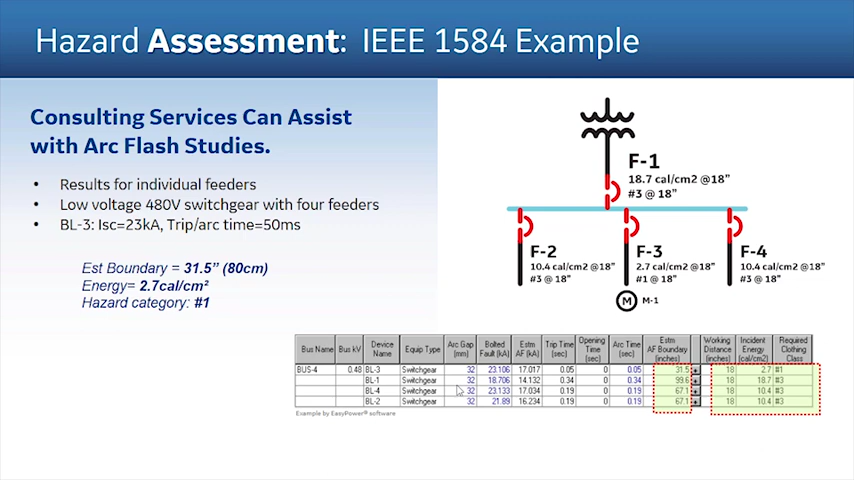 Hazard Assessment: IEEE 1584 Example
Consulting Services Can Assist
with Arc Flash Studies.
• Results for individual feeders
• Low voltage 480V switchgear with four feeders
• BL-3: Isc=23kA, Trip/arc time=50ms
Est Boundary = 31.5” (80cm)
Energy= 2.7cal/cm²
Hazard category: #1
F-1
18.7 cal/cm2 @18”
#3 @ 18”
F-2
10.4 cal/cm2 @18”
#3 @ 18”
F-3
2.7 cal/cm2 @18”
#1 @ 18”
F-4
10.4 cal/cm2 @18”
#3 @ 18”
M M-1
Bus Name Bus kV Device Name Equip Type Arc Gap (mm) Bolted Fault (kA) Estm AF (kA) Trip Time (sec) Opening Time (sec) Arc Time (sec) Estm AF Boundary (inches) Working Distance (inches) Incident Energy (cal/cm2) Required Clothing Class
BUS-4 0.48 BL-3 Switchgear 32 23.106 17.017 0.05 0 0.05 31.5 + 18 2.7 #1
BL-1 Switchgear 32 18.706 14.132 0.34 0 0.34 99.6 + 18 18.7 #3
BL-4 Switchgear 32 23.133 17.034 0.19 0 0.19 67.1 + 18 10.4 #3
BL-2 Switchgear 32 21.89 16.234 0.19 0 0.19 67.1 + 18 10.4 #3
Example by EasyPower® software